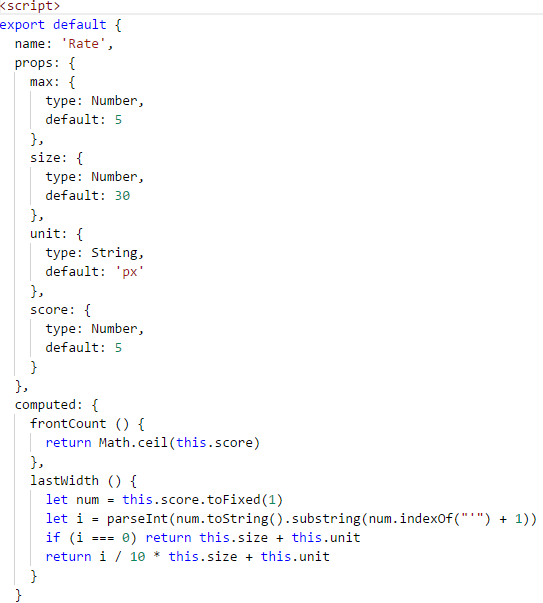 <script>
export default {
  name: 'Rate',
  props: {
    max: {
      type: Number,
      default: 5
    },
    size: {
      type: Number,
      default: 30
    },
    unit: {
      type: String,
      default: 'px'
    },
    score: {
      type: Number,
      default: 5
    }
  },
  computed: {
    frontCount () {
      return Math.ceil(this.score)
    },
    lastWidth () {
      let num = this.score.toFixed(1)
      let i = parseInt(num.toString().substring(num.indexOf("'") + 1))
      if (i === 0) return this.size + this.unit
      return i / 10 * this.size + this.unit
    }
  }